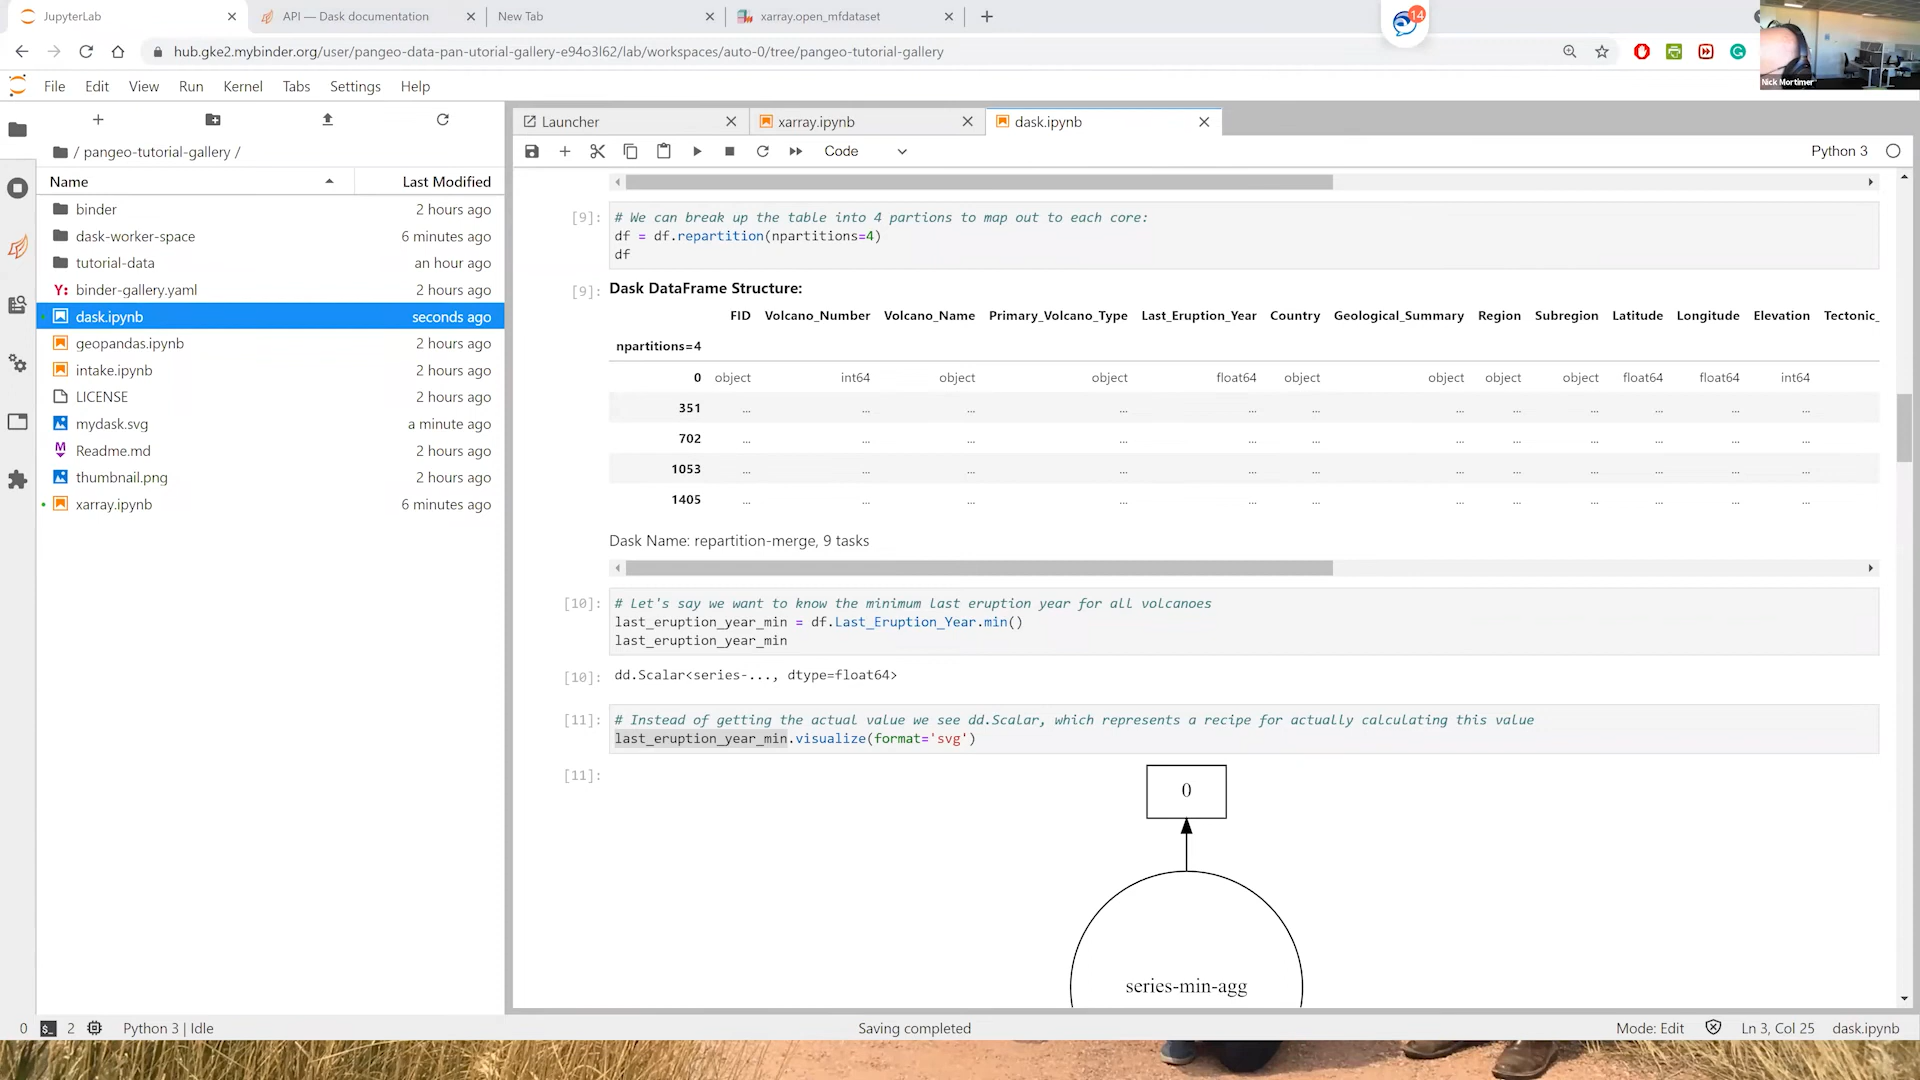 JupyterLab
API — Dask documentation
New Tab
xarray.open_mfdataset
14
hub.gke2.mybinder.org/user/pangeo-data-pan-utorial-gallery-e94o3l62/lab/workspaces/auto-0/tree/pangeo-tutorial-gallery
Nick Mortimer
File Edit View Run Kernel Tabs Settings Help
/ pangeo-tutorial-gallery /
Name Last Modified
binder 2 hours ago
dask-worker-space 6 minutes ago
tutorial-data an hour ago
Y: binder-gallery.yaml 2 hours ago
dask.ipynb seconds ago
geopandas.ipynb 2 hours ago
intake.ipynb 2 hours ago
LICENSE 2 hours ago
mydask.svg a minute ago
Readme.md 2 hours ago
thumbnail.png 2 hours ago
xarray.ipynb 6 minutes ago
Launcher
xarray.ipynb
dask.ipynb
Code
Python 3
[9]: # We can break up the table into 4 partions to map out to each core:
df = df.repartition(npartitions=4)
df
[9]: Dask DataFrame Structure:
FID Volcano_Number Volcano_Name Primary_Volcano_Type Last_Eruption_Year Country Geological_Summary Region Subregion Latitude Longitude Elevation Tectonic_
npartitions=4
0 object int64 object object float64 object object object object float64 float64 int64
351 ... ... ... ... ... ... ... ... ... ... ... ...
702 ... ... ... ... ... ... ... ... ... ... ... ...
1053 ... ... ... ... ... ... ... ... ... ... ... ...
1405 ... ... ... ... ... ... ... ... ... ... ... ...
Dask Name: repartition-merge, 9 tasks
[10]: # Let's say we want to know the minimum last eruption year for all volcanoes
last_eruption_year_min = df.Last_Eruption_Year.min()
last_eruption_year_min
[10]: dd.Scalar<series-..., dtype=float64>
[11]: # Instead of getting the actual value we see dd.Scalar, which represents a recipe for actually calculating this value
last_eruption_year_min.visualize(format='svg')
[11]:
0
series-min-agg
0 2 Python 3 | Idle
Saving completed
Mode: Edit
Ln 3, Col 25
dask.ipynb